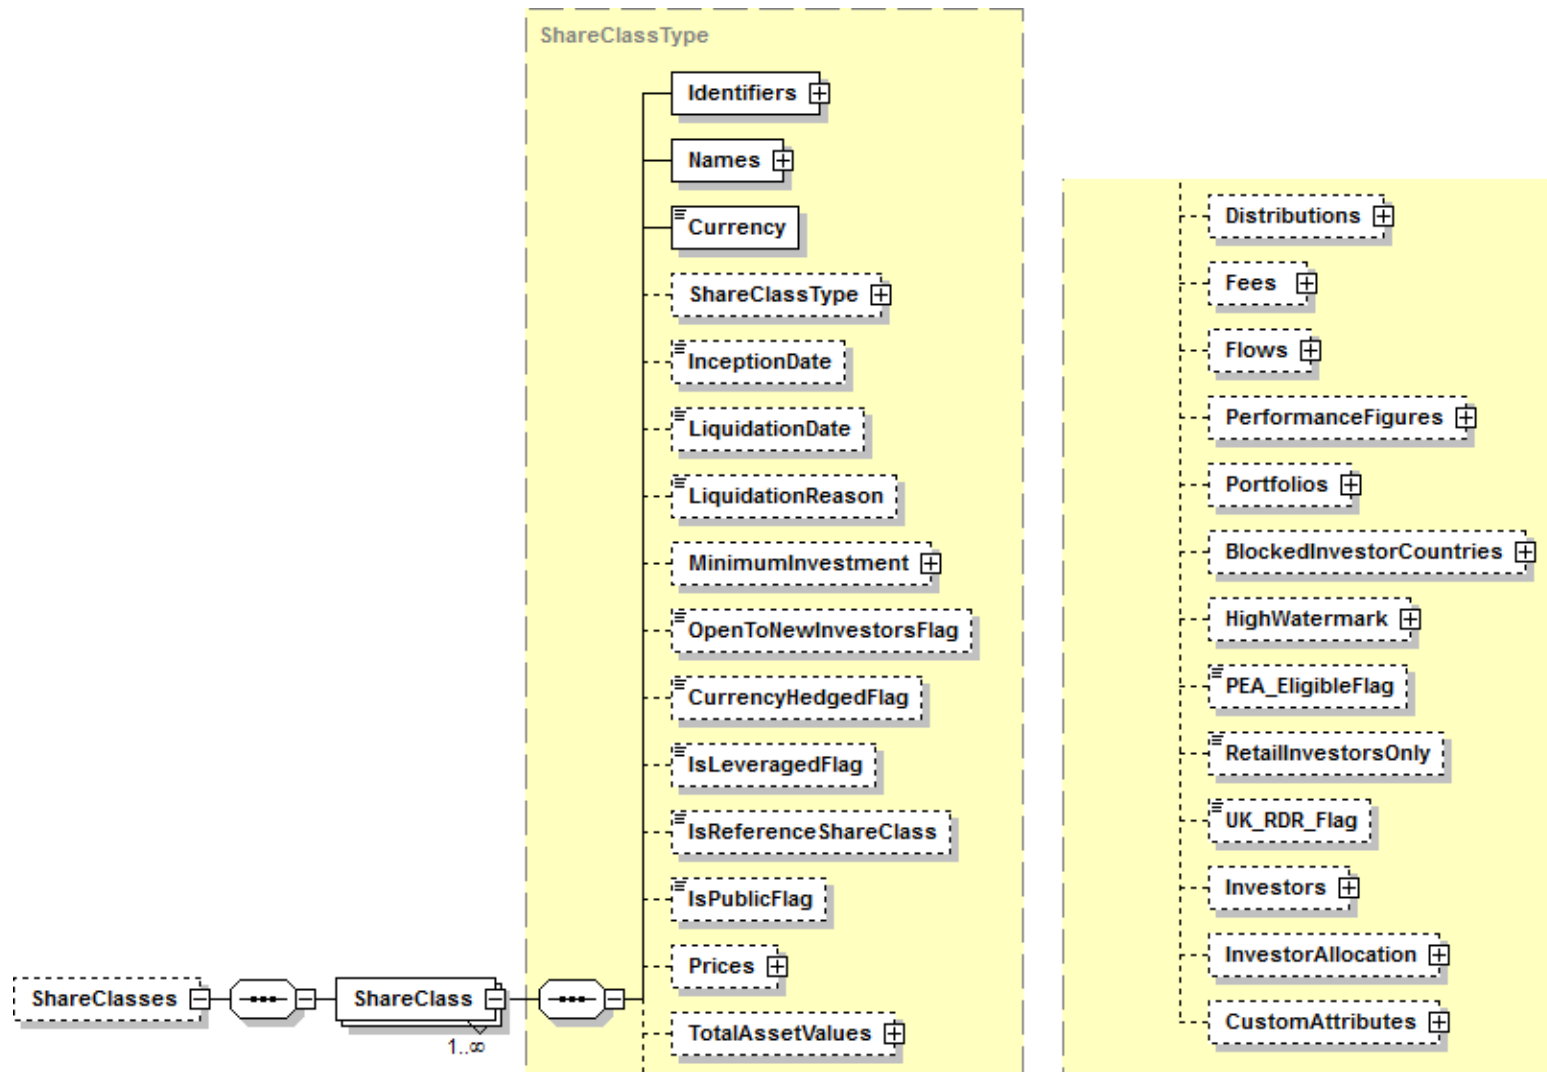 ShareClassType
Identifiers
Names
Currency
ShareClassType
InceptionDate
LiquidationDate
LiquidationReason
MinimumInvestment
OpenToNewInvestorsFlag
CurrencyHedgedFlag
IsLeveragedFlag
IsReferenceShareClass
IsPublicFlag
Prices
ShareClasses
ShareClass
1..∞
TotalAssetValues
Distributions
Fees
Flows
PerformanceFigures
Portfolios
BlockedInvestorCountries
HighWatermark
PEA_EligibleFlag
RetailInvestorsOnly
UK_RDR_Flag
Investors
InvestorAllocation
CustomAttributes